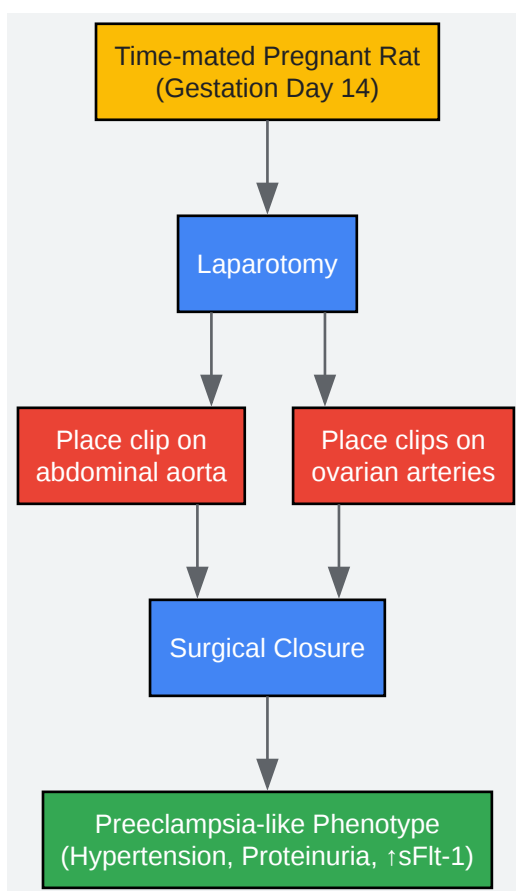 Time-mated Pregnant Rat
(Gestation Day 14)
Laparotomy
Place clip on
abdominal aorta
Place clips on
ovarian arteries
Surgical Closure
Preeclampsia-like Phenotype
(Hypertension, Proteinuria, ↑sFlt-1)